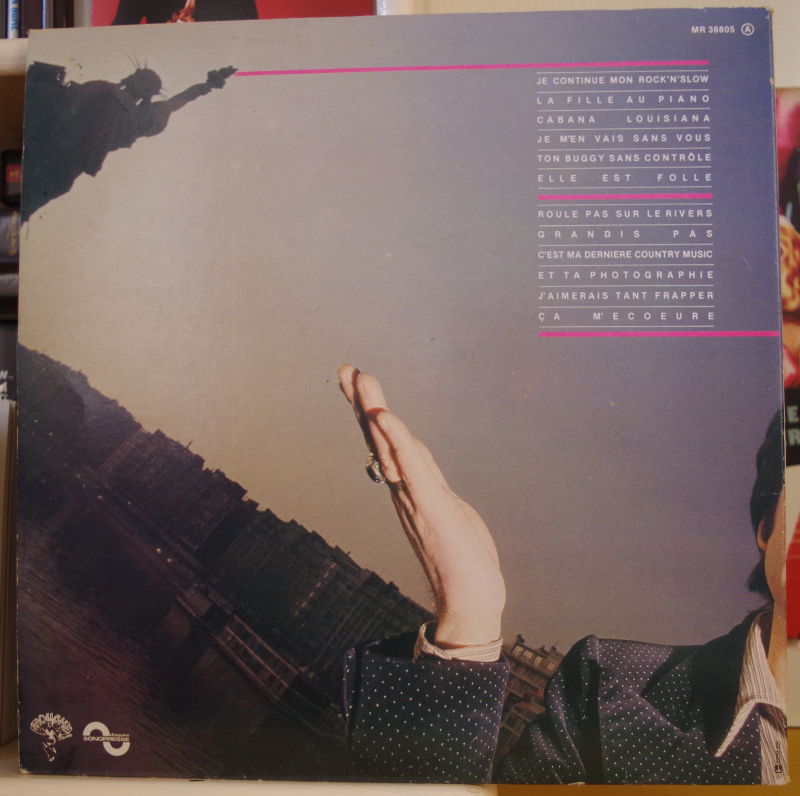 MR 36805 A
JE CONTINUE MON ROCK'N'SLOW
LA FILLE AU PIANO
CABANA LOUISIANA
JE M'EN VAIS SANS VOUS
TON BUGGY SANS CONTRÔLE
ELLE EST FOLLE
ROULE PAS SUR LE RIVERS
GRANDIS PAS
C'EST MA DERNIERE COUNTRY MUSIC
ET TA PHOTOGRAPHIE
J'AIMERAIS TANT FRAPPER
ÇA M'ECOEURE
disques
SONOPRESSE